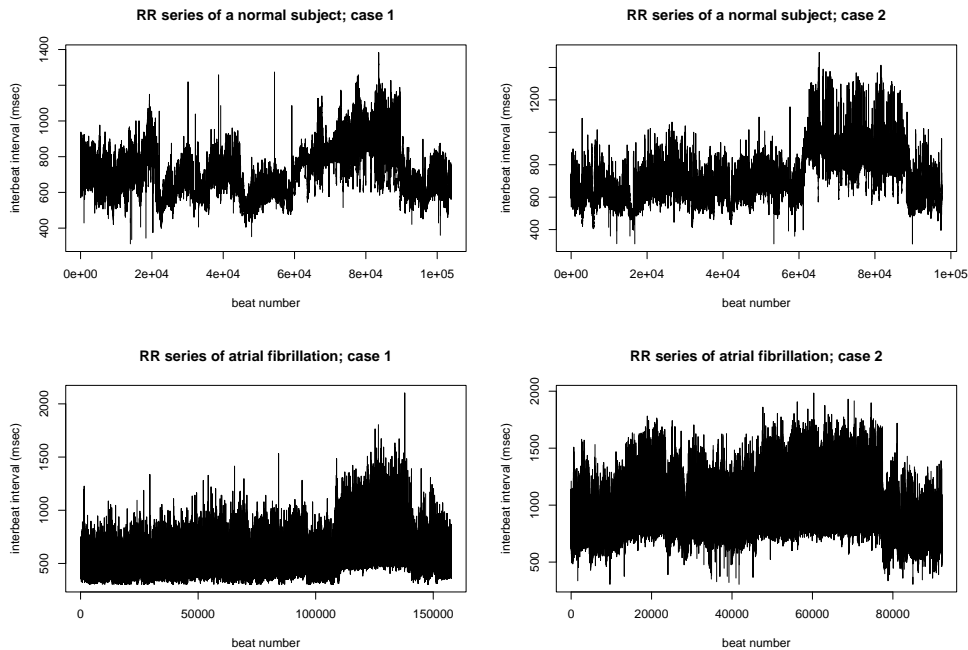 RR series of a normal subject; case 1
interbeat interval (msec)
1400
1000
800
600
400
0e+00 2e+04 4e+04 6e+04 8e+04 1e+05
beat number
RR series of a normal subject; case 2
interbeat interval (msec)
1200
800
600
400
0e+00 2e+04 4e+04 6e+04 8e+04 1e+05
beat number
RR series of atrial fibrillation; case 1
interbeat interval (msec)
2000
1500
1000
500
0 50000 100000 150000
beat number
RR series of atrial fibrillation; case 2
interbeat interval (msec)
2000
1500
1000
500
0 20000 40000 60000 80000
beat number